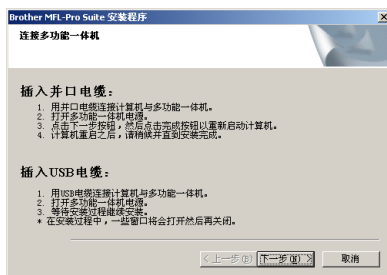 Brother MFL-Pro Suite 安装程序
连接多功能一体机
插入并口电缆：
1. 用并口电缆连接计算机与多功能一体机。
2. 打开多功能一体机电源。
3. 点击下一步按钮，然后点击完成按钮以重新启动计算机。
4. 计算机重启之后，请稍候并直到安装完成。
插入USB电缆：
1. 用USB电缆连接计算机与多功能一体机。
2. 打开多功能一体机电源。
3. 等待安装过程继续安装。
* 在安装过程中，一些窗口将会打开然后再关闭。
< 上一步(B) 下一步(N) > 取消